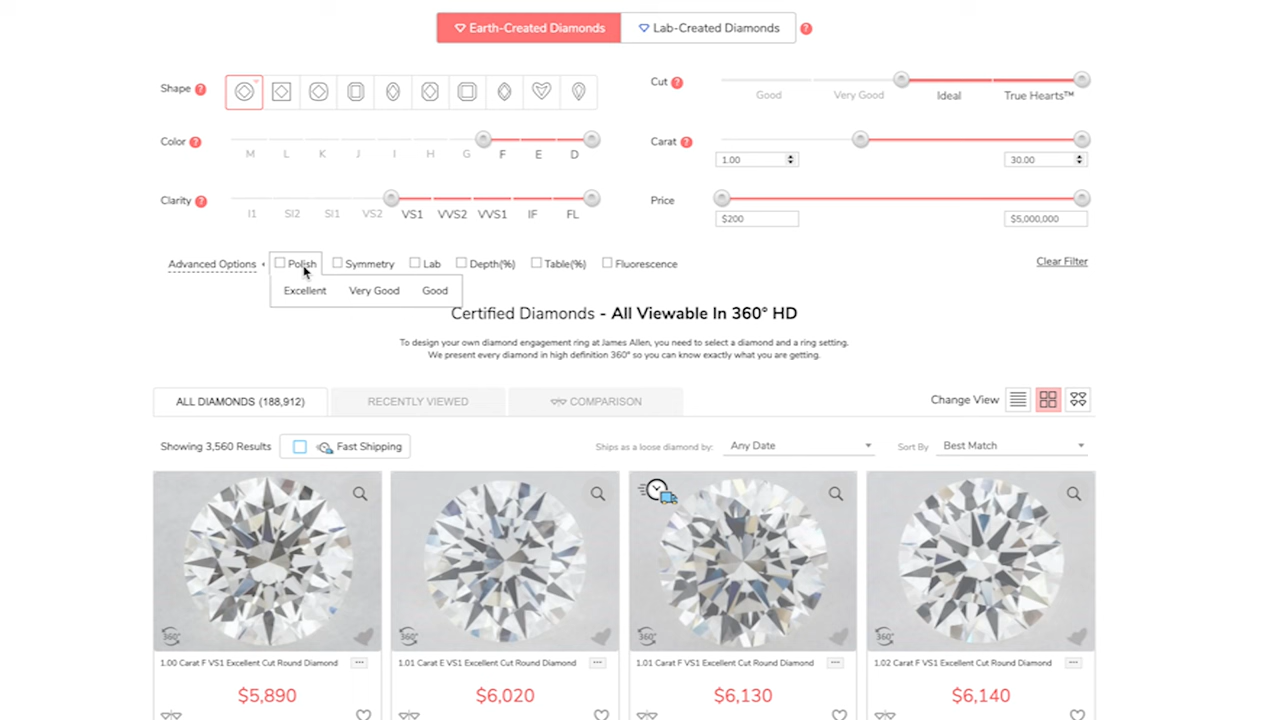 Earth-Created Diamonds Lab-Created Diamonds ?
Shape ?
Cut ?
Good Very Good Ideal True Hearts™
Color ?
M L K J I H G F E D
Carat ?
1.00 30.00
Clarity ?
I1 SI2 SI1 VS2 VS1 VVS2 VVS1 IF FL
Price
$200 $5,000,000
Advanced Options Polish Symmetry Lab Depth(%) Table(%) Fluorescence Clear Filter
Excellent Very Good Good
Certified Diamonds - All Viewable In 360° HD
To design your own diamond engagement ring at James Allen, you need to select a diamond and a ring setting.
We present every diamond in high definition 360° so you can know exactly what you are getting.
ALL DIAMONDS (188,912) RECENTLY VIEWED COMPARISON Change View
Showing 3,560 Results Fast Shipping Ships as a loose diamond by: Any Date Sort By Best Match
360° 360° 360° 360°
1.00 Carat F VS1 Excellent Cut Round Diamond ... 1.01 Carat E VS1 Excellent Cut Round Diamond ... 1.01 Carat F VS1 Excellent Cut Round Diamond ... 1.02 Carat F VS1 Excellent Cut Round Diamond ...
$5,890 $6,020 $6,130 $6,140